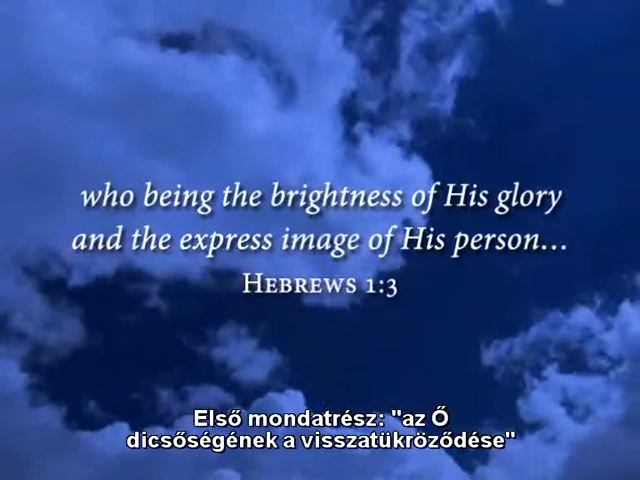 who being the brightness of His glory
and the express image of His person...
Hebrews 1:3
Első mondatrész: "az Ő
dicsőségének a visszatükröződése"